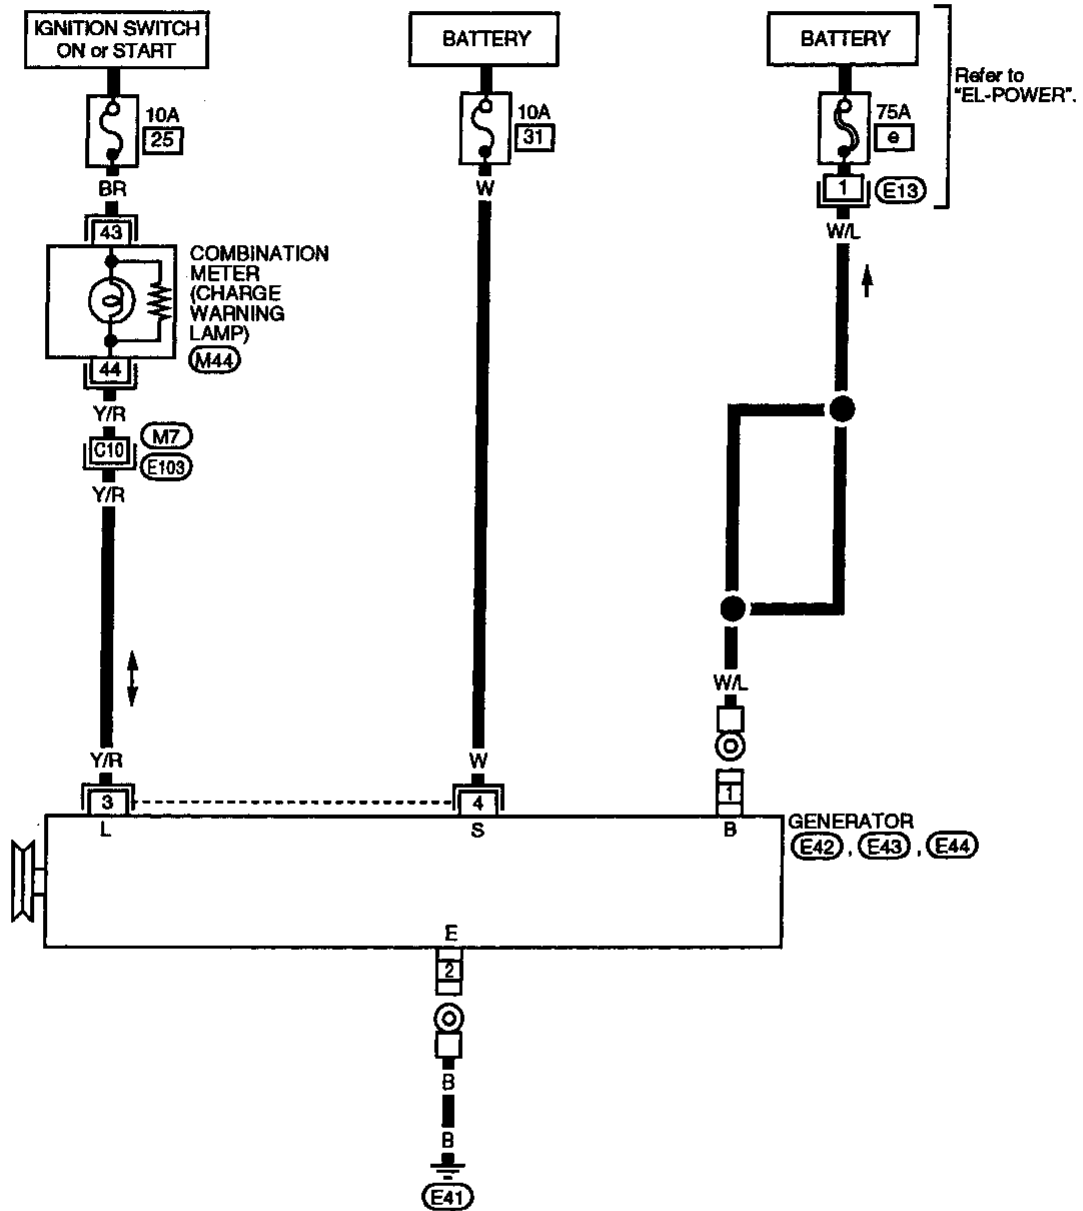 IGNITION SWITCH
ON or START
BATTERY
BATTERY
Refer to
"EL-POWER".
10A
25
10A
31
75A
e
BR
W
1
E13
43
W/L
COMBINATION
METER
(CHARGE
WARNING
LAMP)
M44
44
Y/R
M7
C10
E103
Y/R
W/L
Y/R
W
3
4
1
L
S
B
GENERATOR
E42, E43, E44
E
2
B
B
E41